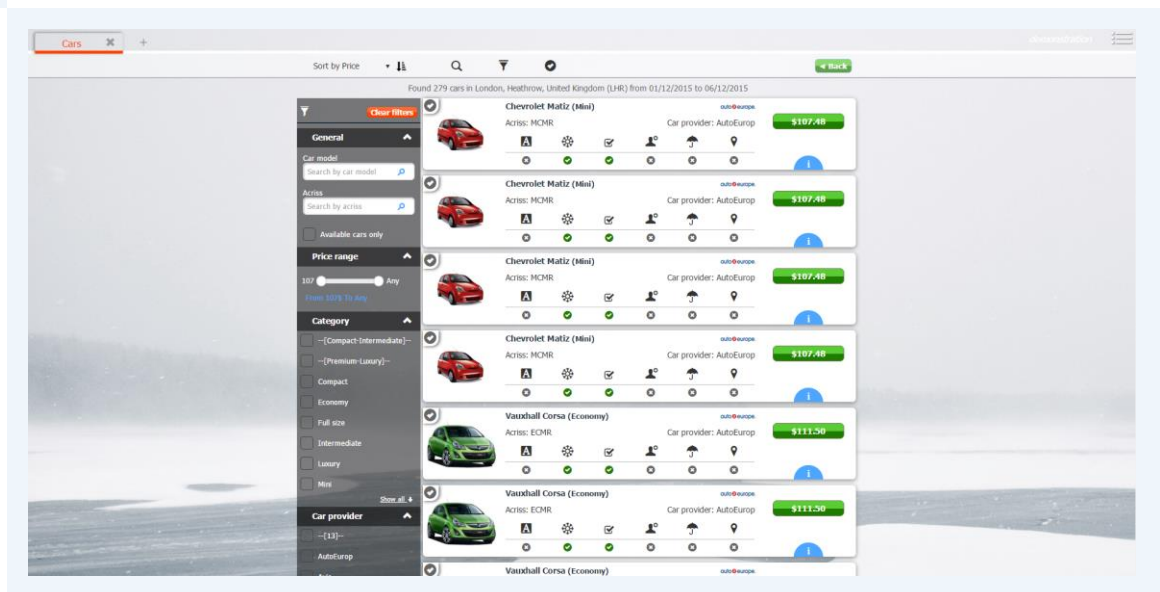 Cars
demonstration
Sort by Price
Back
Found 279 cars in London, Heathrow, United Kingdom (LHR) from 01/12/2015 to 06/12/2015
Clear filters
General
Car model
Search by car model
Acriss
Search by acriss
Available cars only
Price range
107 Any
From 107$ To Any
Category
--[Compact-Intermediate]--
--[Premium-Luxury]--
Compact
Economy
Full size
Intermediate
Luxury
Mini
Show all
Car provider
--[13]--
AutoEurop
Chevrolet Matiz (Mini)
autoeurope
Acriss: MCMR
Car provider: AutoEurop
$107.48
A
i
Chevrolet Matiz (Mini)
autoeurope
Acriss: MCMR
Car provider: AutoEurop
$107.48
A
i
Chevrolet Matiz (Mini)
autoeurope
Acriss: MCMR
Car provider: AutoEurop
$107.48
A
i
Chevrolet Matiz (Mini)
autoeurope
Acriss: MCMR
Car provider: AutoEurop
$107.48
A
i
Vauxhall Corsa (Economy)
autoeurope
Acriss: ECMR
Car provider: AutoEurop
$111.50
A
i
Vauxhall Corsa (Economy)
autoeurope
Acriss: ECMR
Car provider: AutoEurop
$111.50
A
i
Vauxhall Corsa (Economy)
autoeurope